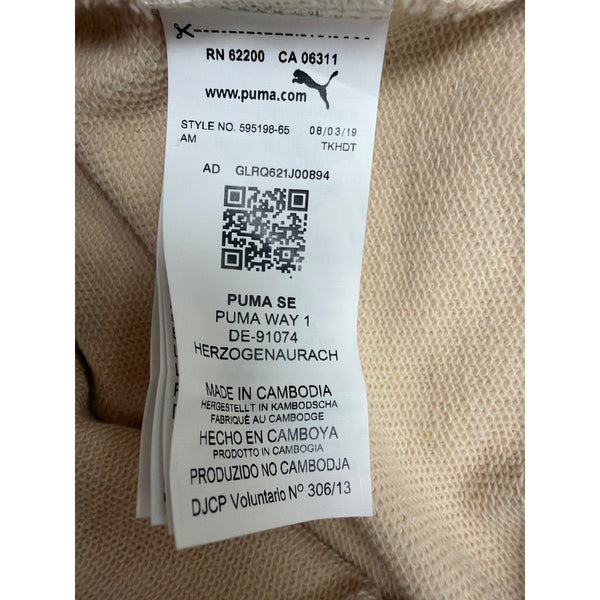 RN 62200 CA 06311
www.puma.com
STYLE NO. 595198-65 08/03/19
AM TKHDT
AD GLRQ621J00894
PUMA SE
PUMA WAY 1
DE-91074
HERZOGENAURACH
MADE IN CAMBODIA
HERGESTELLT IN KAMBODSCHA
FABRIQUÉ AU CAMBODGE
HECHO EN CAMBOYA
PRODOTTO IN CAMBOGIA
PRODUZIDO NO CAMBODJA
DJCP Voluntario Nº 306/13